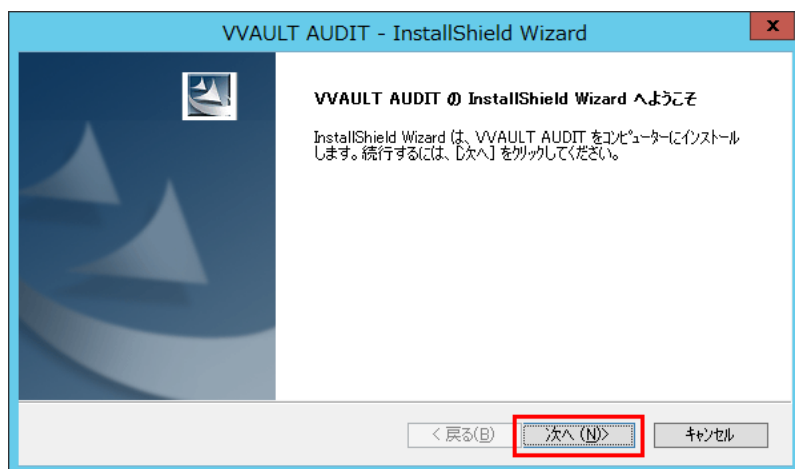 VVAULT AUDIT - InstallShield Wizard
x
VVAULT AUDIT の InstallShield Wizard へようこそ
InstallShield Wizard は、VVAULT AUDIT をコンピューターにインストール
します。続行するには、[次へ] をクリックしてください。
< 戻る(B) 次へ (N)> キャンセル